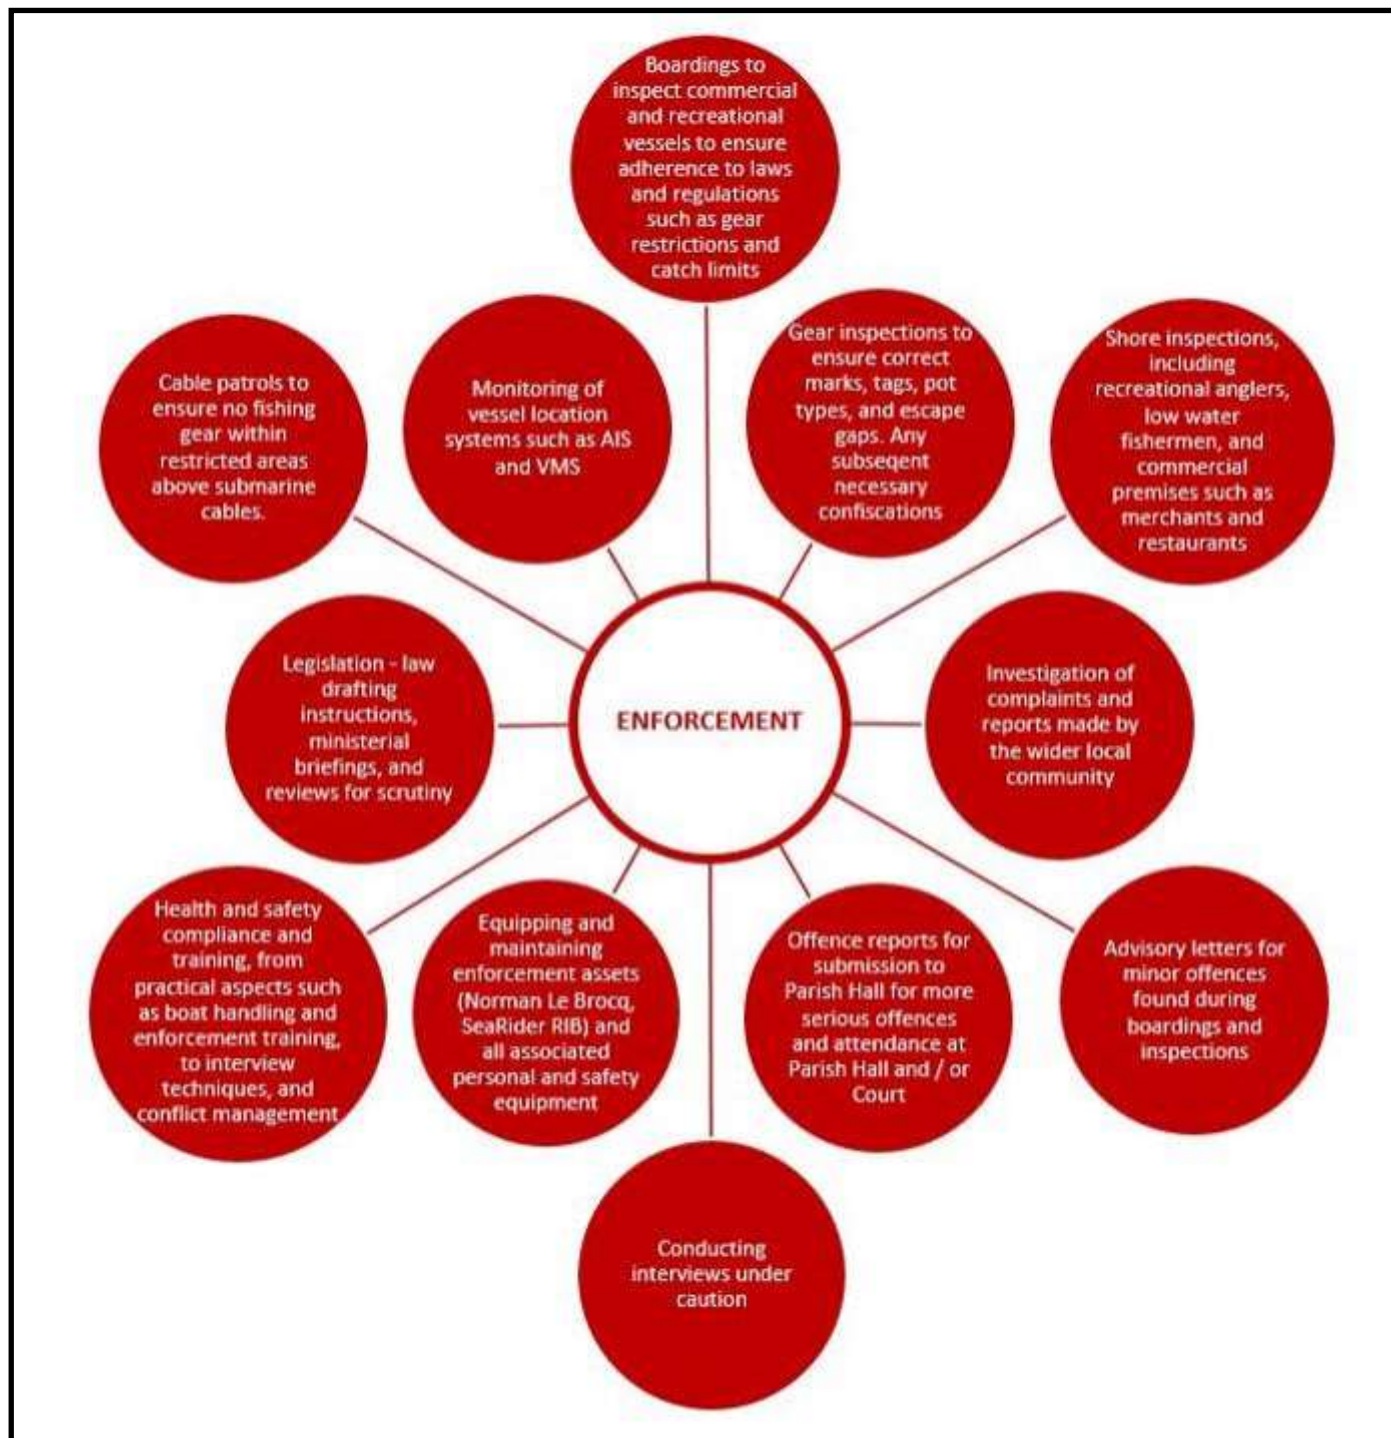 Boardings to
inspect commercial
and recreational
vessels to ensure
adherence to laws
and regulations
such as gear
restrictions and
catch limits
Cable patrols to
ensure no fishing
gear within
restricted areas
above submarine
cables.
Monitoring of
vessel location
systems such as AIS
and VMS
Gear inspections to
ensure correct
marks, tags, pot
types, and escape
gaps. Any
subseqent
necessary
confiscations
Shore inspections,
including
recreational anglers,
low water
fishermen, and
commercial
premises such as
merchants and
restaurants
Legislation - law
drafting
instructions,
ministerial
briefings, and
reviews for scrutiny
ENFORCEMENT
Investigation of
complaints and
reports made by
the wider local
community
Health and safety
compliance and
training, from
practical aspects such
as boat handling and
enforcement training,
to interview
techniques, and
conflict management
Equipping and
maintaining
enforcement assets
(Norman Le Brocq,
SeaRider RIB) and
all associated
personal and safety
equipment
Offence reports for
submission to
Parish Hall for more
serious offences
and attendance at
Parish Hall and / or
Court
Advisory letters for
minor offences
found during
boardings and
inspections
Conducting
interviews under
caution